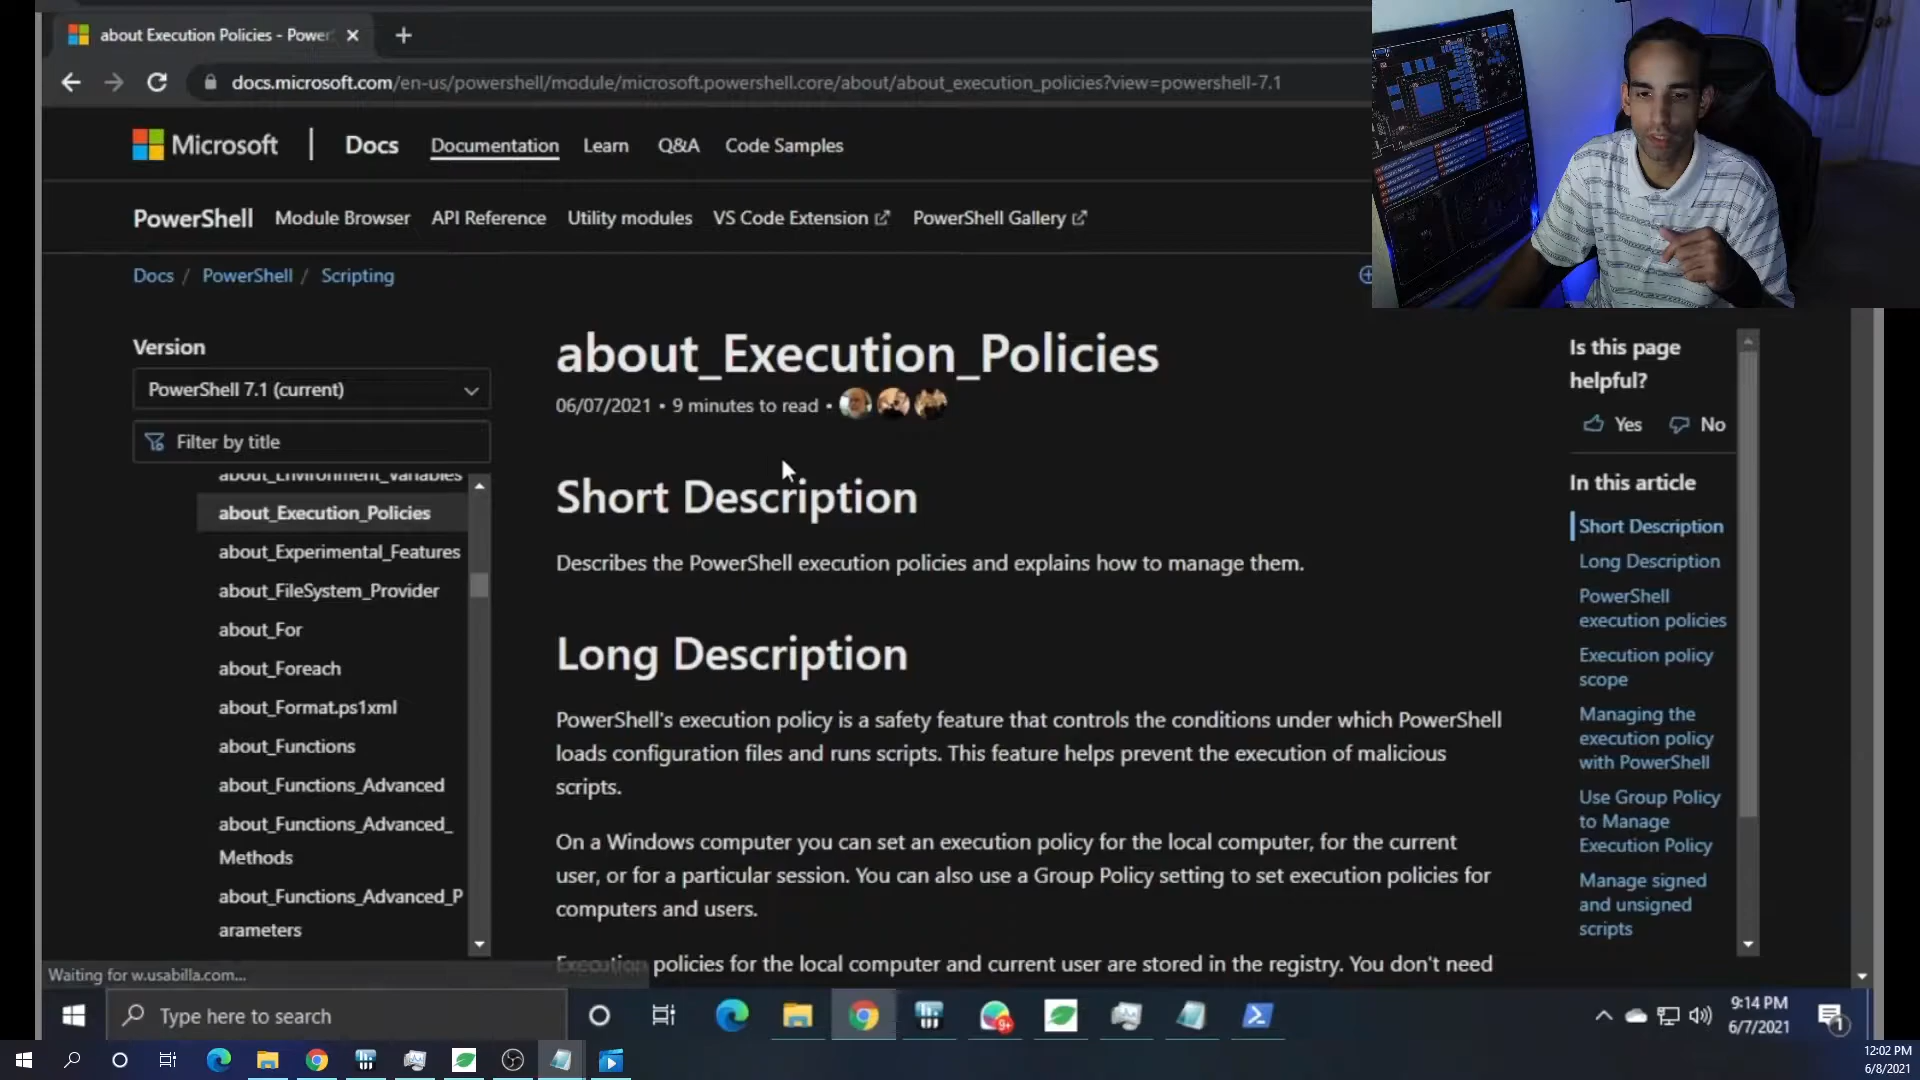 about Execution Policies - Power
docs.microsoft.com/en-us/powershell/module/microsoft.powershell.core/about/about_execution_policies?view=powershell-7.1
Microsoft Docs Documentation Learn Q&A Code Samples
PowerShell Module Browser API Reference Utility modules VS Code Extension PowerShell Gallery
Docs / PowerShell / Scripting
Version
PowerShell 7.1 (current)
Filter by title
about_Environment_Variables
about_Execution_Policies
about_Experimental_Features
about_FileSystem_Provider
about_For
about_Foreach
about_Format.ps1xml
about_Functions
about_Functions_Advanced
about_Functions_Advanced_
Methods
about_Functions_Advanced_P
arameters
about_Execution_Policies
06/07/2021 • 9 minutes to read •
Short Description
Describes the PowerShell execution policies and explains how to manage them.
Long Description
PowerShell's execution policy is a safety feature that controls the conditions under which PowerShell
loads configuration files and runs scripts. This feature helps prevent the execution of malicious
scripts.
On a Windows computer you can set an execution policy for the local computer, for the current
user, or for a particular session. You can also use a Group Policy setting to set execution policies for
computers and users.
Execution policies for the local computer and current user are stored in the registry. You don't need
Is this page
helpful?
Yes No
In this article
Short Description
Long Description
PowerShell
execution policies
Execution policy
scope
Managing the
execution policy
with PowerShell
Use Group Policy
to Manage
Execution Policy
Manage signed
and unsigned
scripts
Waiting for w.usabilla.com...
Type here to search
9+
9:14 PM
6/7/2021
1
12:02 PM
6/8/2021